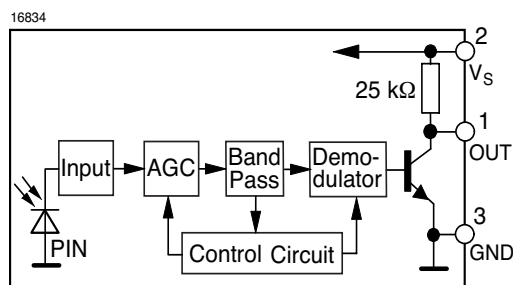 16834
2
V_S
25 kΩ
1
OUT
Input
AGC
Band
Pass
Demo-
dulator
3
GND
PIN
Control Circuit